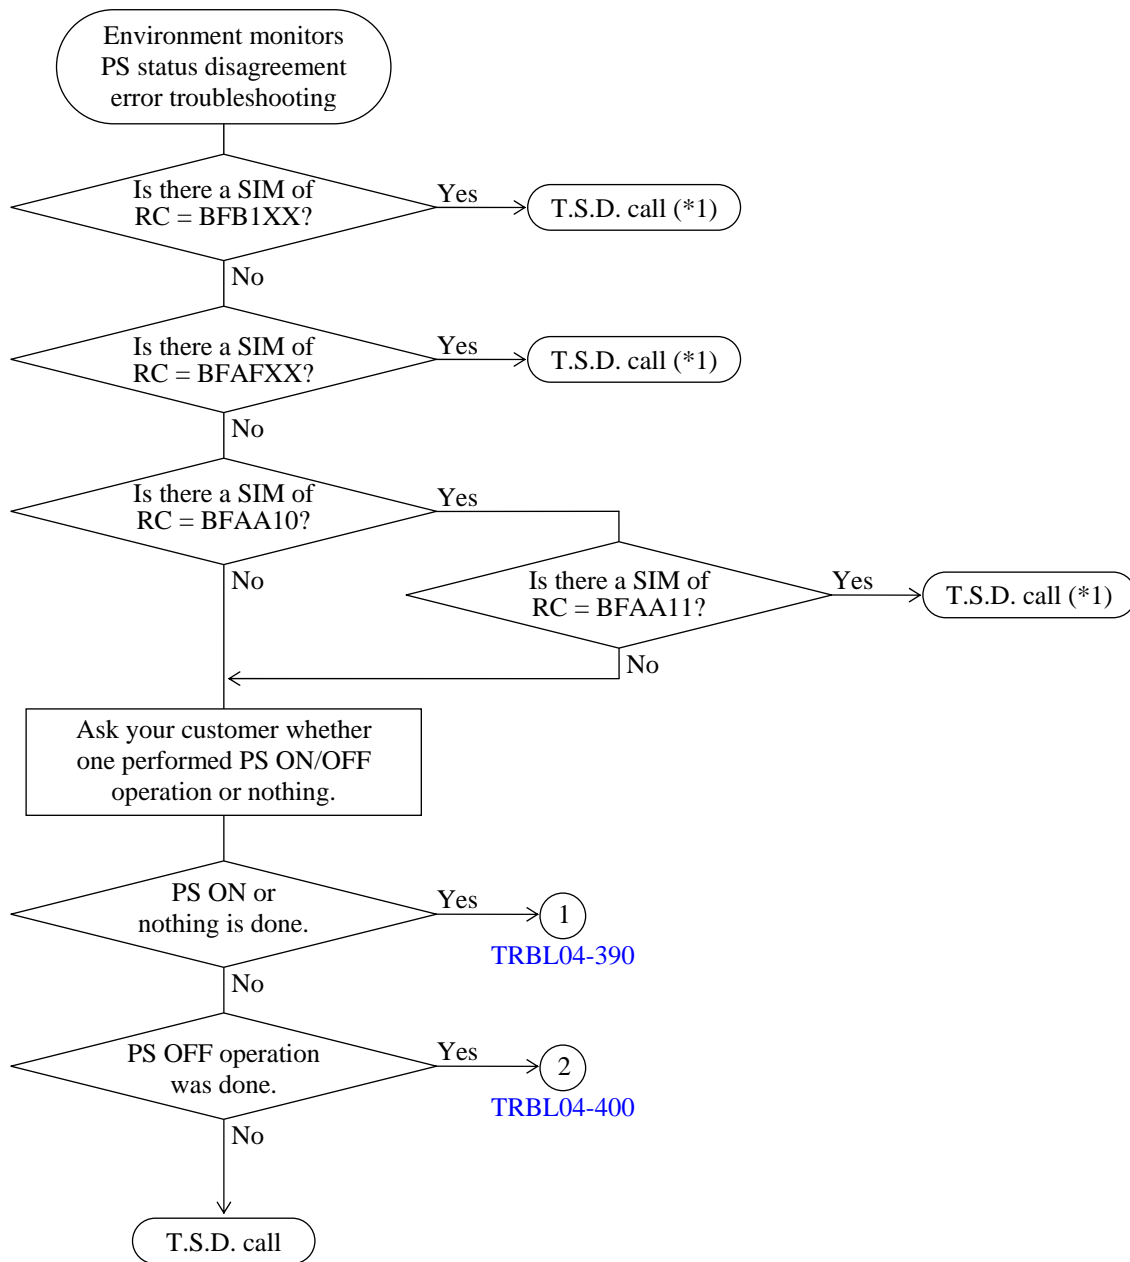 Environment monitors
PS status disagreement
error troubleshooting
Is there a SIM of
RC = BFB1XX?
Yes
T.S.D. call (*1)
No
Is there a SIM of
RC = BFAFXX?
Yes
T.S.D. call (*1)
No
Is there a SIM of
RC = BFAA10?
Yes
No
Is there a SIM of
RC = BFAA11?
Yes
T.S.D. call (*1)
No
Ask your customer whether
one performed PS ON/OFF
operation or nothing.
PS ON or
nothing is done.
Yes
1
TRBL04-390
No
PS OFF operation
was done.
Yes
2
TRBL04-400
No
T.S.D. call